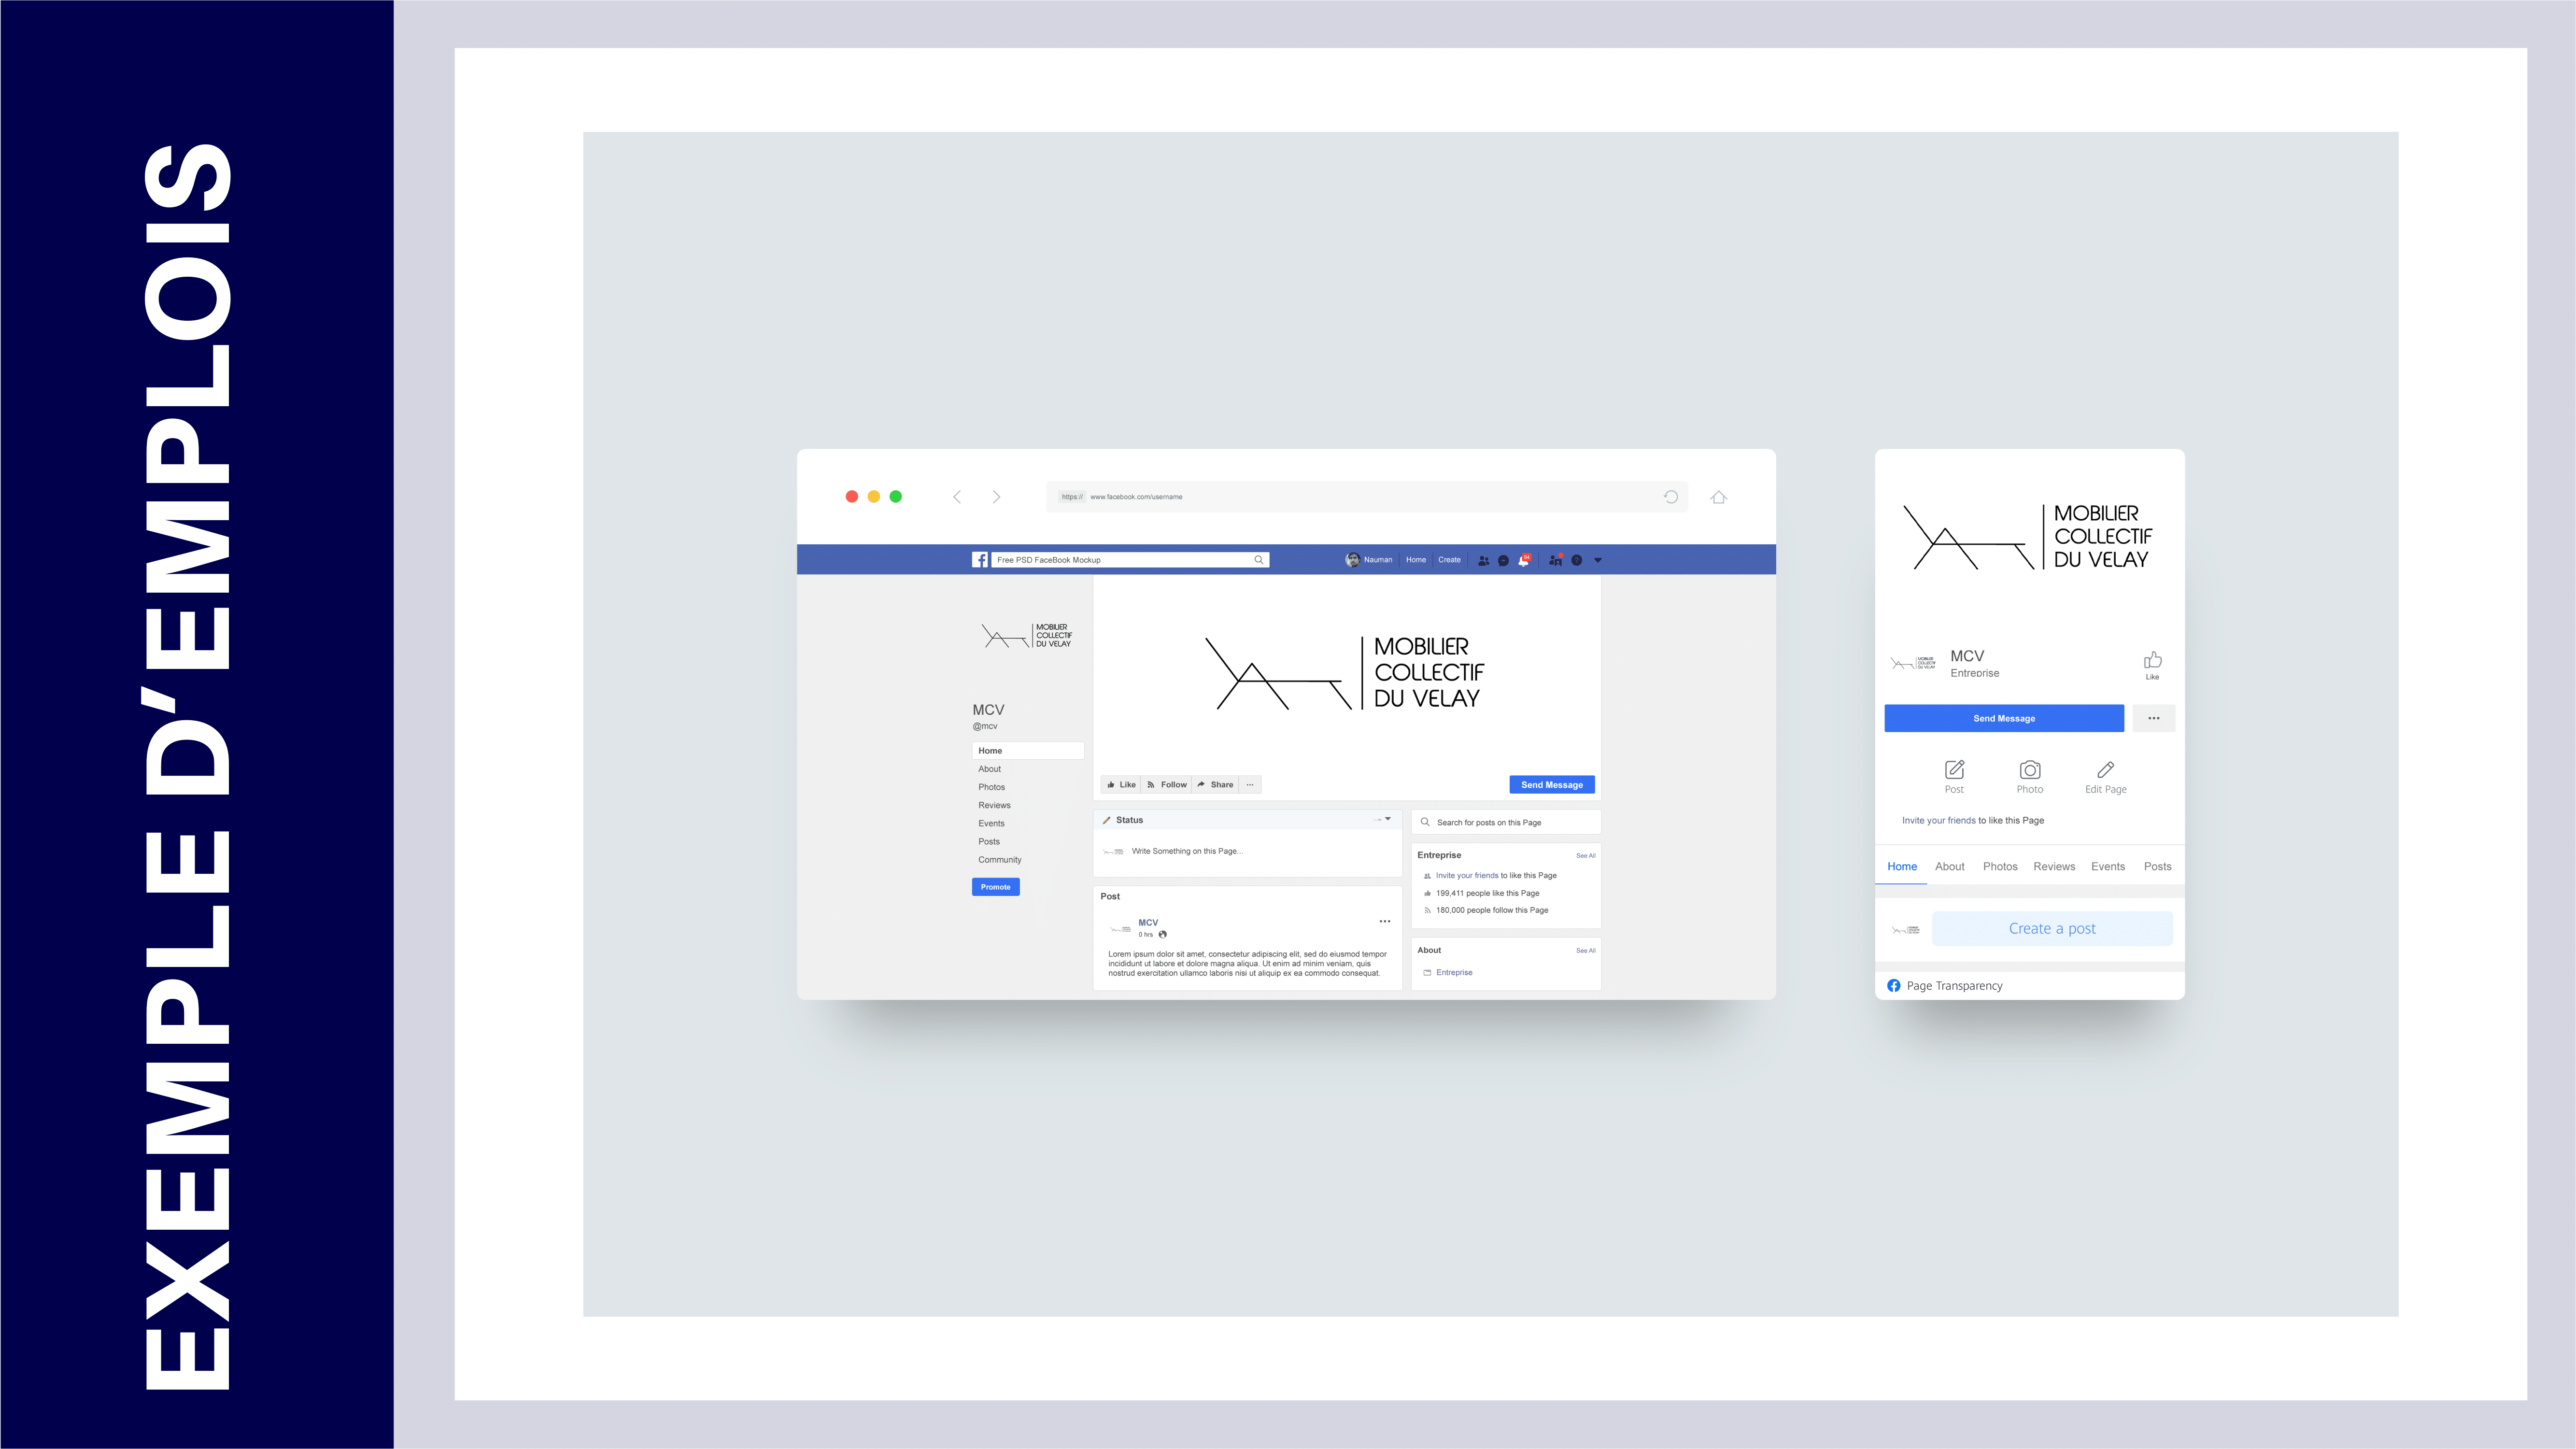 EXEMPLE D'EMPLOIS
https:// www.facebook.com/username
Free PSD FaceBook Mockup
Nauman Home Create
MOBILIER
COLLECTIF
DU VELAY
MCV
@mcv
Home
About
Photos
Reviews
Events
Posts
Community
Promote
MOBILIER
COLLECTIF
DU VELAY
Like Follow Share ...
Send Message
Status
Write Something on this Page...
Post
MCV
0 hrs
Lorem ipsum dolor sit amet, consectetur adipiscing elit, sed do eiusmod tempor
incididunt ut labore et dolore magna aliqua. Ut enim ad minim veniam, quis
nostrud exercitation ullamco laboris nisi ut aliquip ex ea commodo consequat.
Search for posts on this Page
Entreprise See All
Invite your friends to like this Page
199,411 people like this Page
180,000 people follow this Page
About See All
Entreprise
MOBILIER
COLLECTIF
DU VELAY
MCV
Entreprise
Like
Send Message
Post Photo Edit Page
Invite your friends to like this Page
Home About Photos Reviews Events Posts
Create a post
Page Transparency